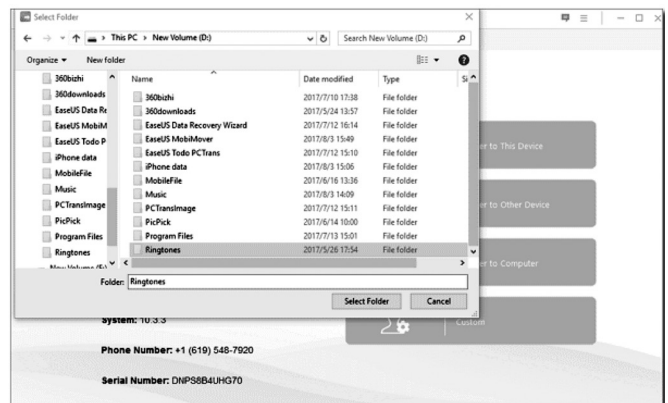 Select Folder
This PC > New Volume (D:)
Search New Volume (D:)
Organize
New folder
360bizhi
360downloads
EaseUS Data Re
EaseUS MobiM
EaseUS Todo P
iPhone data
MobileFile
Music
PCTransImage
PicPick
Program Files
Ringtones
New Volume (E:)
Name Date modified Type Si
360bizhi 2017/7/10 17:38 File folder
360downloads 2017/5/24 13:57 File folder
EaseUS Data Recovery Wizard 2017/7/12 16:14 File folder
EaseUS MobiMover 2017/8/3 15:49 File folder
EaseUS Todo PCTrans 2017/7/12 15:10 File folder
iPhone data 2017/8/3 15:06 File folder
MobileFile 2017/6/16 13:36 File folder
Music 2017/8/3 14:09 File folder
PCTransImage 2017/7/12 15:11 File folder
PicPick 2017/6/14 10:00 File folder
Program Files 2017/7/13 15:01 File folder
Ringtones 2017/5/26 17:54 File folder
Folder: Ringtones
Select Folder Cancel
er to This Device
er to Other Device
er to Computer
Custom
System: 10.3.3
Phone Number: +1 (619) 548-7920
Serial Number: DNPS8B4UHG70